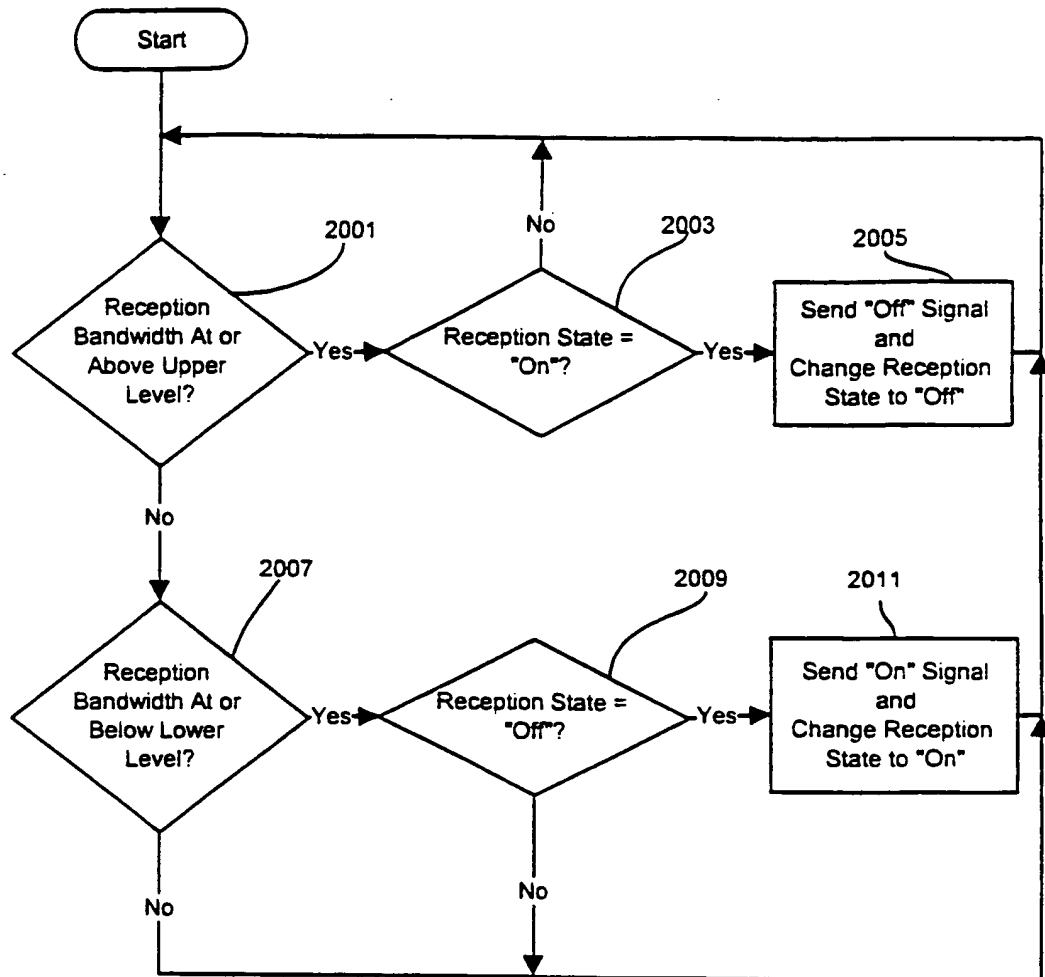 Start
No
2001
2003
2005
Reception
Bandwidth At or
Above Upper
Level?
Yes
Reception State =
"On"?
Yes
Send "Off" Signal
and
Change Reception
State to "Off"
No
2007
2009
2011
Reception
Bandwidth At or
Below Lower
Level?
Yes
Reception State =
"Off"?
Yes
Send "On" Signal
and
Change Reception
State to "On"
No
No